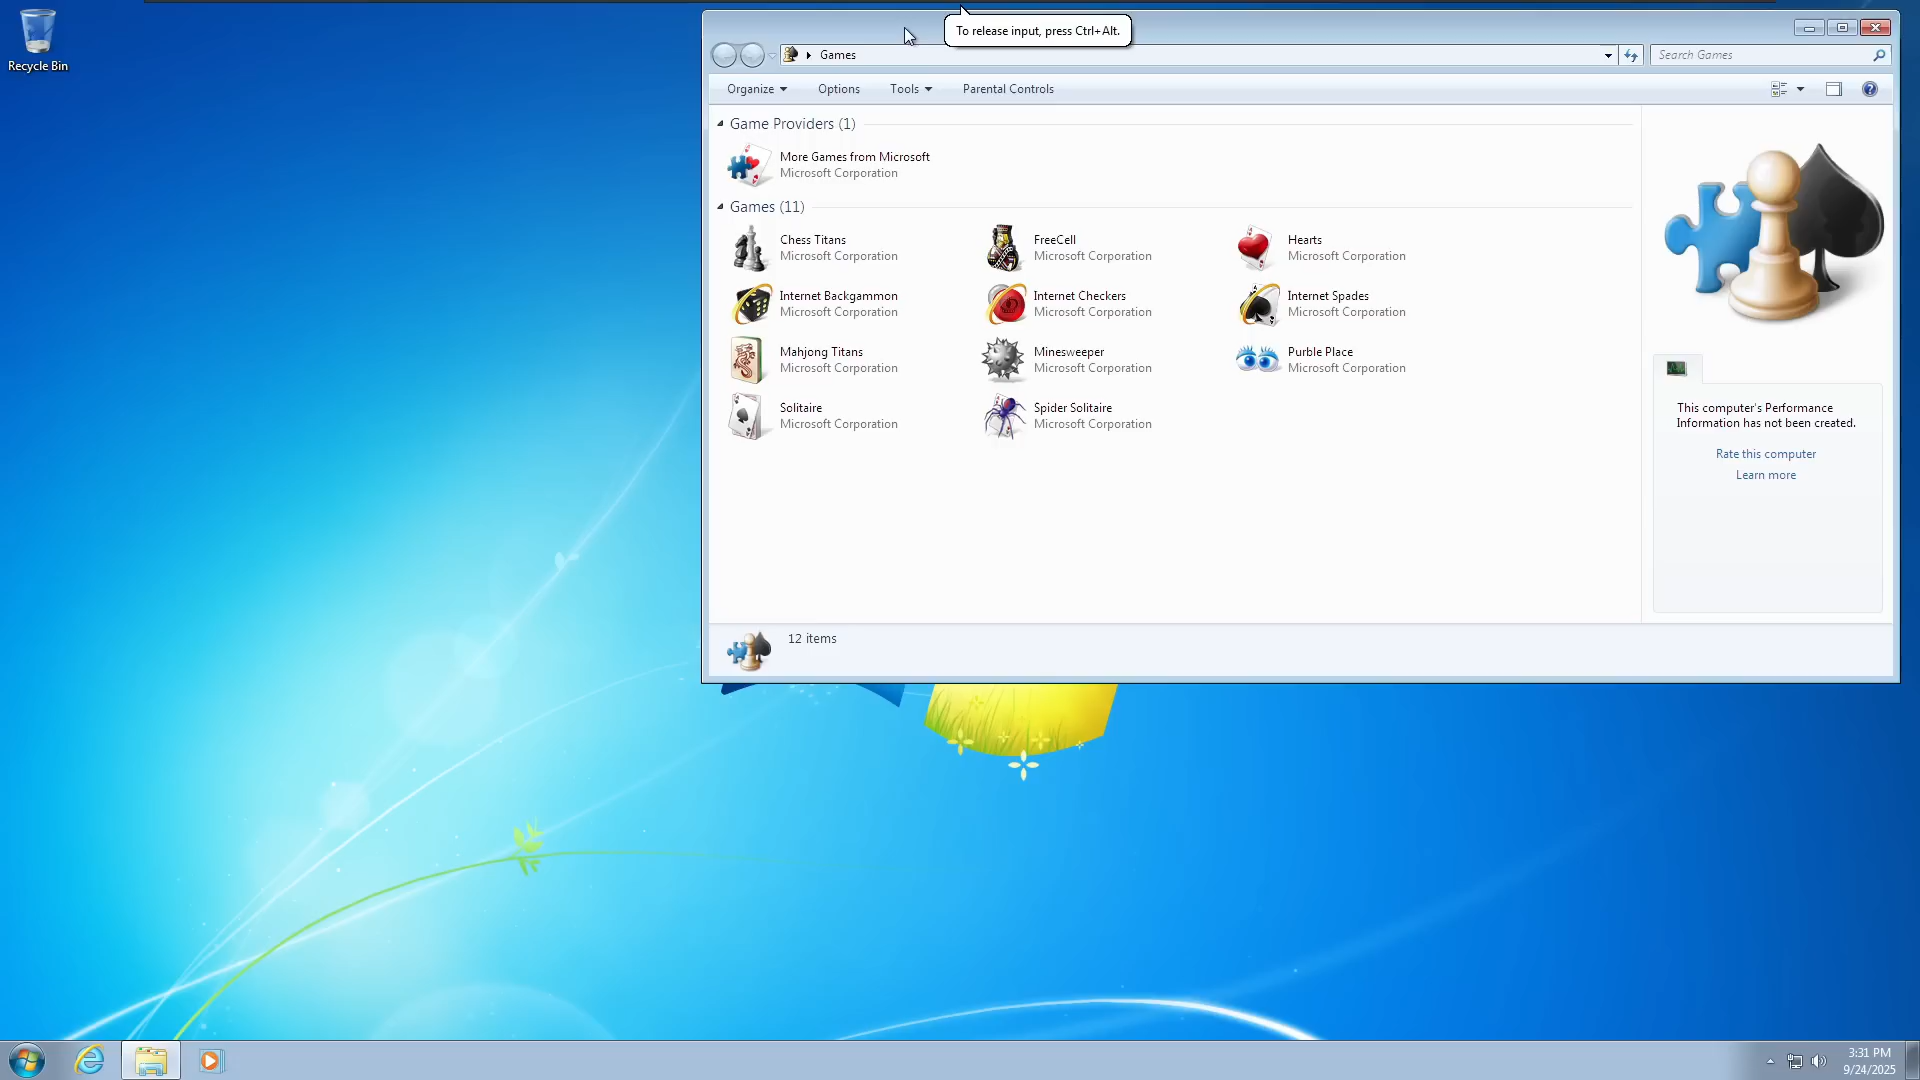 Recycle Bin
To release input, press Ctrl+Alt.
Games
Search Games
Organize
Options
Tools
Parental Controls
Game Providers (1)
More Games from Microsoft
Microsoft Corporation
Games (11)
Chess Titans
Microsoft Corporation
FreeCell
Microsoft Corporation
Hearts
Microsoft Corporation
Internet Backgammon
Microsoft Corporation
Internet Checkers
Microsoft Corporation
Internet Spades
Microsoft Corporation
Mahjong Titans
Microsoft Corporation
Minesweeper
Microsoft Corporation
Purble Place
Microsoft Corporation
Solitaire
Microsoft Corporation
Spider Solitaire
Microsoft Corporation
This computer's Performance
Information has not been created.
Rate this computer
Learn more
12 items
3:31 PM
9/24/2025